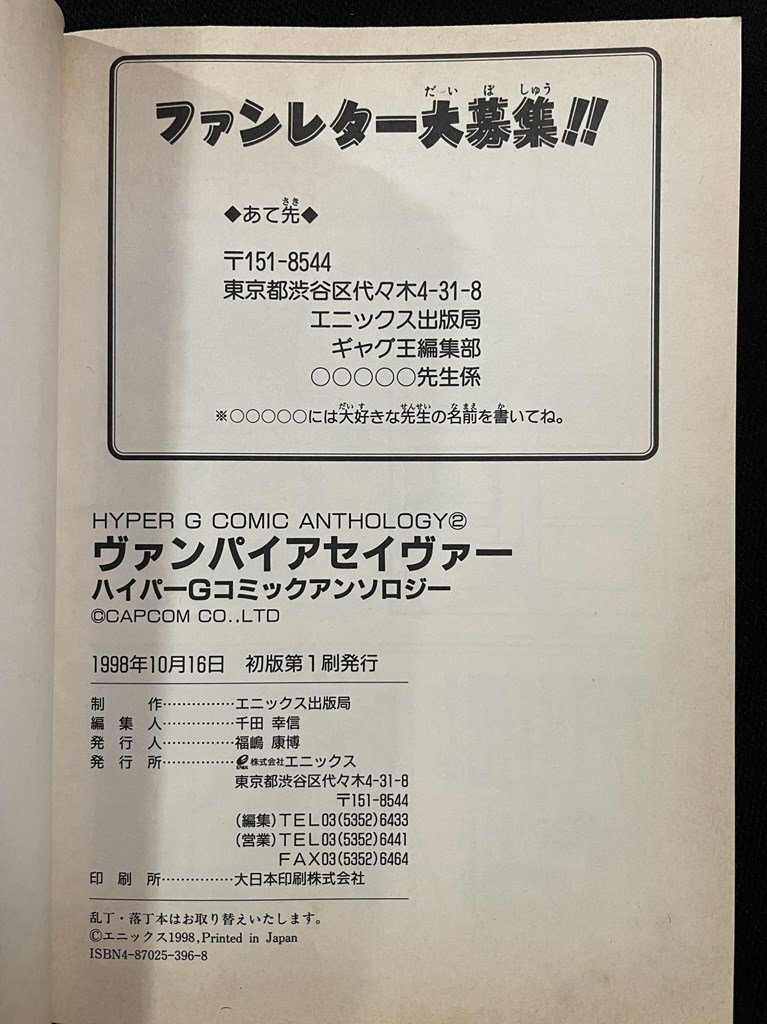 ファンレター大募集!!
◆あて先◆
〒151-8544
東京都渋谷区代々木4-31-8
エニックス出版局
ギャグ王編集部
○○○○○先生係
※○○○○○には大好きな先生の名前を書いてね。
HYPER G COMIC ANTHOLOGY②
ヴァンパイアセイヴァー
ハイパーGコミックアンソロジー
©CAPCOM CO.,LTD
1998年10月16日　初版第1刷発行
制　作……………エニックス出版局
編集人……………千田 幸信
発行人……………福嶋 康博
発行所……………株式会社エニックス
東京都渋谷区代々木4-31-8
〒151-8544
(編集)TEL03(5352)6433
(営業)TEL03(5352)6441
FAX03(5352)6464
印刷所……………大日本印刷株式会社
乱丁・落丁本はお取り替えいたします。
©エニックス1998,Printed in Japan
ISBN4-87025-396-8